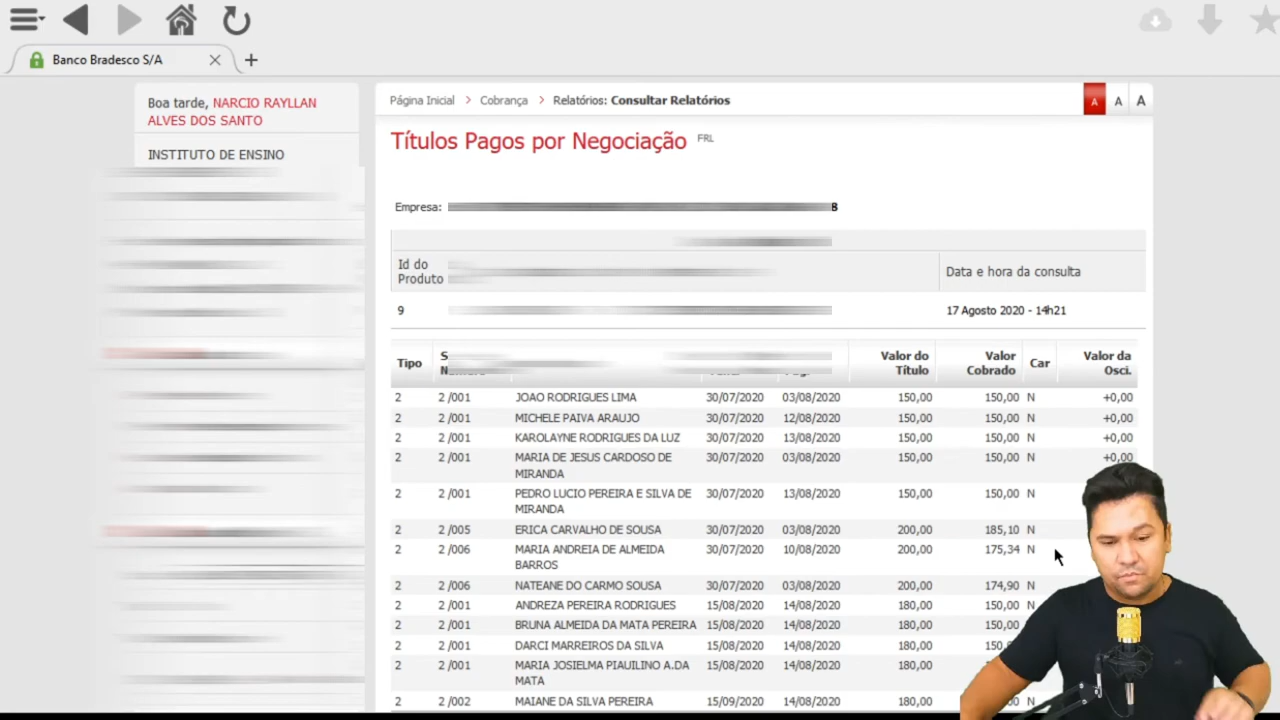 Banco Bradesco S/A
Boa tarde, NARCIO RAYLLAN
ALVES DOS SANTO
INSTITUTO DE ENSINO
Página Inicial > Cobrança > Relatórios: Consultar Relatórios
A A A
Títulos Pagos por Negociação FRL
Empresa: 8
Id do
Produto
Data e hora da consulta
9 17 Agosto 2020 - 14h21
Tipo S Valor do
Título Valor
Cobrado Car Valor da
Osci.
2 2 /001 JOAO RODRIGUES LIMA 30/07/2020 03/08/2020 150,00 150,00 N +0,00
2 2 /001 MICHELE PAIVA ARAUJO 30/07/2020 12/08/2020 150,00 150,00 N +0,00
2 2 /001 KAROLAYNE RODRIGUES DA LUZ 30/07/2020 13/08/2020 150,00 150,00 N +0,00
2 2 /001 MARIA DE JESUS CARDOSO DE 30/07/2020 03/08/2020 150,00 150,00 N +0,00
MIRANDA
2 2 /001 PEDRO LUCIO PEREIRA E SILVA DE 30/07/2020 13/08/2020 150,00 150,00 N
MIRANDA
2 2 /005 ERICA CARVALHO DE SOUSA 30/07/2020 03/08/2020 200,00 185,10 N
2 2 /006 MARIA ANDREIA DE ALMEIDA 30/07/2020 10/08/2020 200,00 175,34 N
BARROS
2 2 /006 NATEANE DO CARMO SOUSA 30/07/2020 03/08/2020 200,00 174,90 N
2 2 /001 ANDREZA PEREIRA RODRIGUES 15/08/2020 14/08/2020 180,00 150,00 N
2 2 /001 BRUNA ALMEIDA DA MATA PEREIRA 15/08/2020 14/08/2020 180,00 150,00 N
2 2 /001 DARCI MARREIROS DA SILVA 15/08/2020 14/08/2020 180,00
2 2 /001 MARIA JOSIELMA PIAUILINO A.DA 15/08/2020 14/08/2020 180,00
MATA
2 2 /002 MAIANE DA SILVA PEREIRA 15/09/2020 14/08/2020 180,00